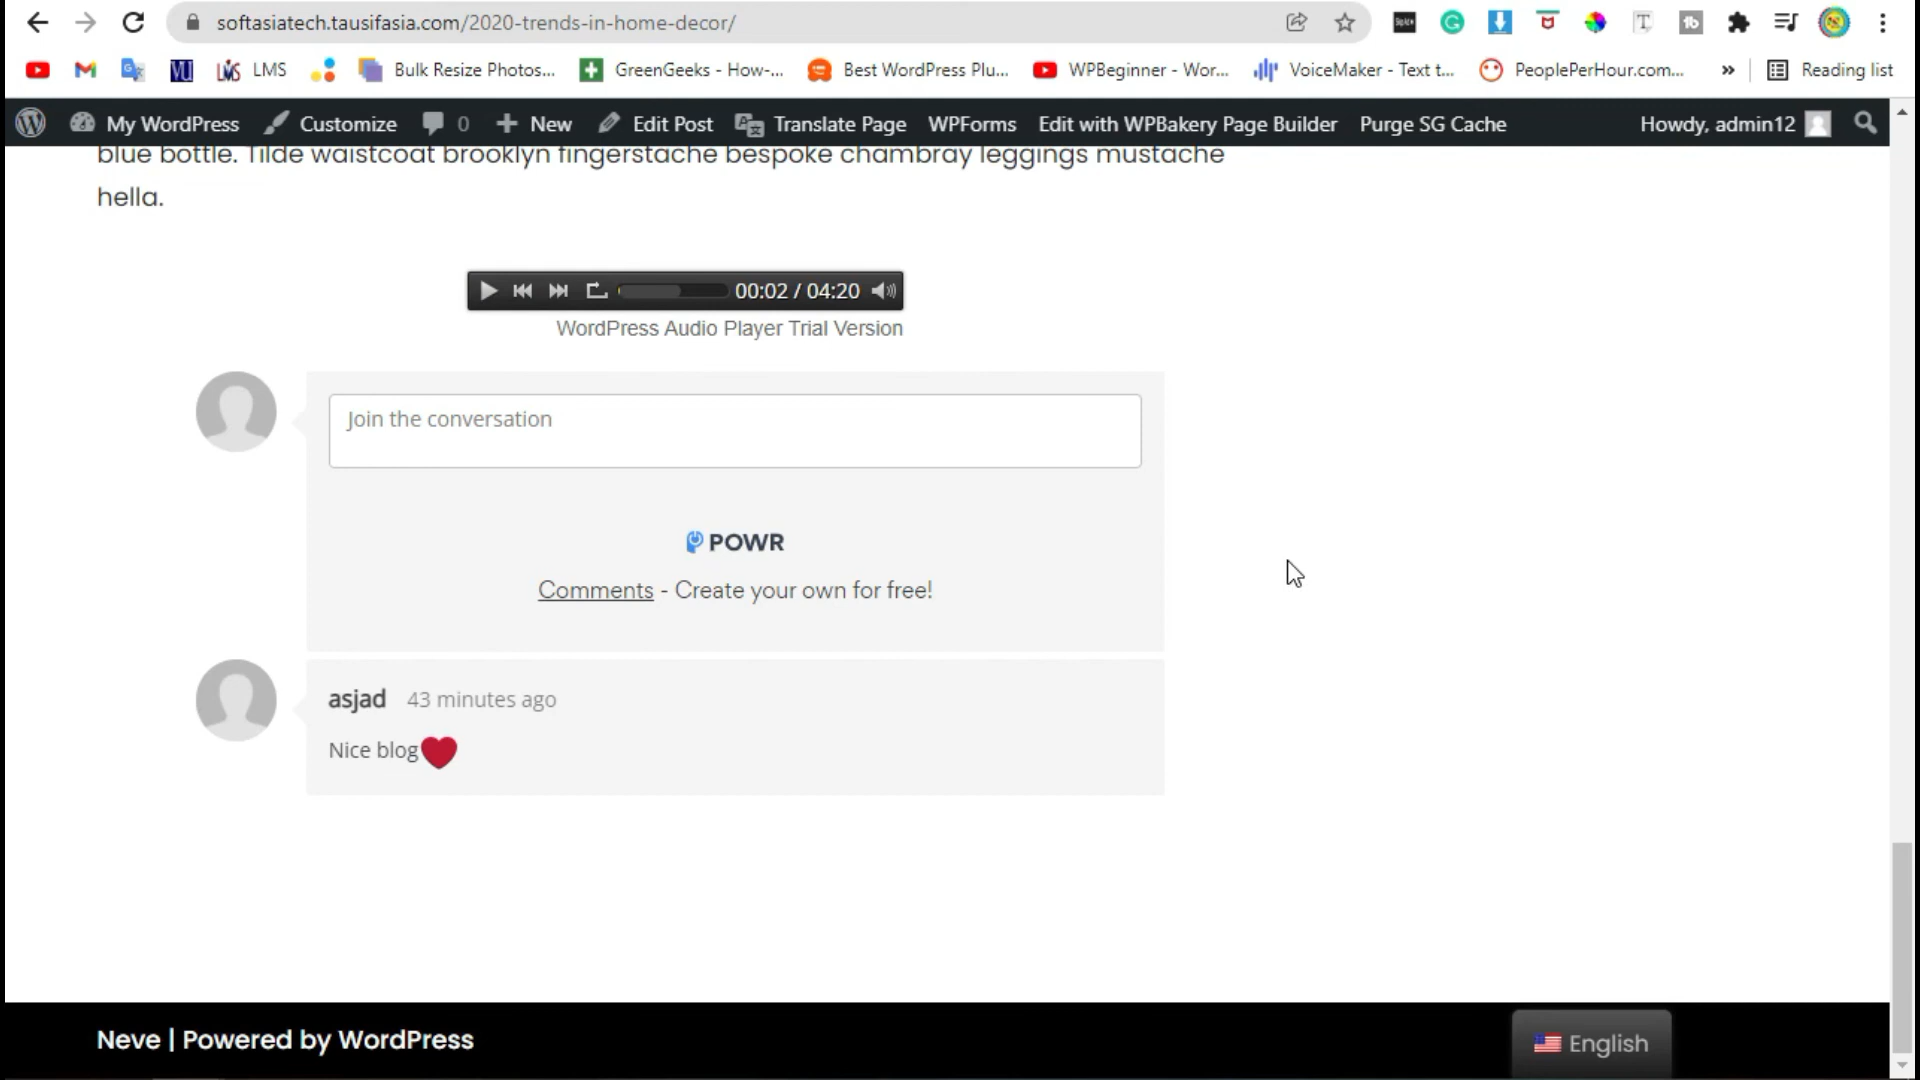 softasiatech.tausifasia.com/2020-trends-in-home-decor/
LMS Bulk Resize Photos... GreenGeeks - How-... Best WordPress Plu... WPBeginner - Wor... VoiceMaker - Text t... PeoplePerHour.com... » Reading list
My WordPress Customize 0 New Edit Post Translate Page WPForms Edit with WPBakery Page Builder Purge SG Cache Howdy, admin12
blue bottle. Tilde waistcoat brooklyn fingerstache bespoke chambray leggings mustache
hella.
00:02 / 04:20
WordPress Audio Player Trial Version
Join the conversation
POWR
Comments - Create your own for free!
asjad 43 minutes ago
Nice blog
Neve | Powered by WordPress
English